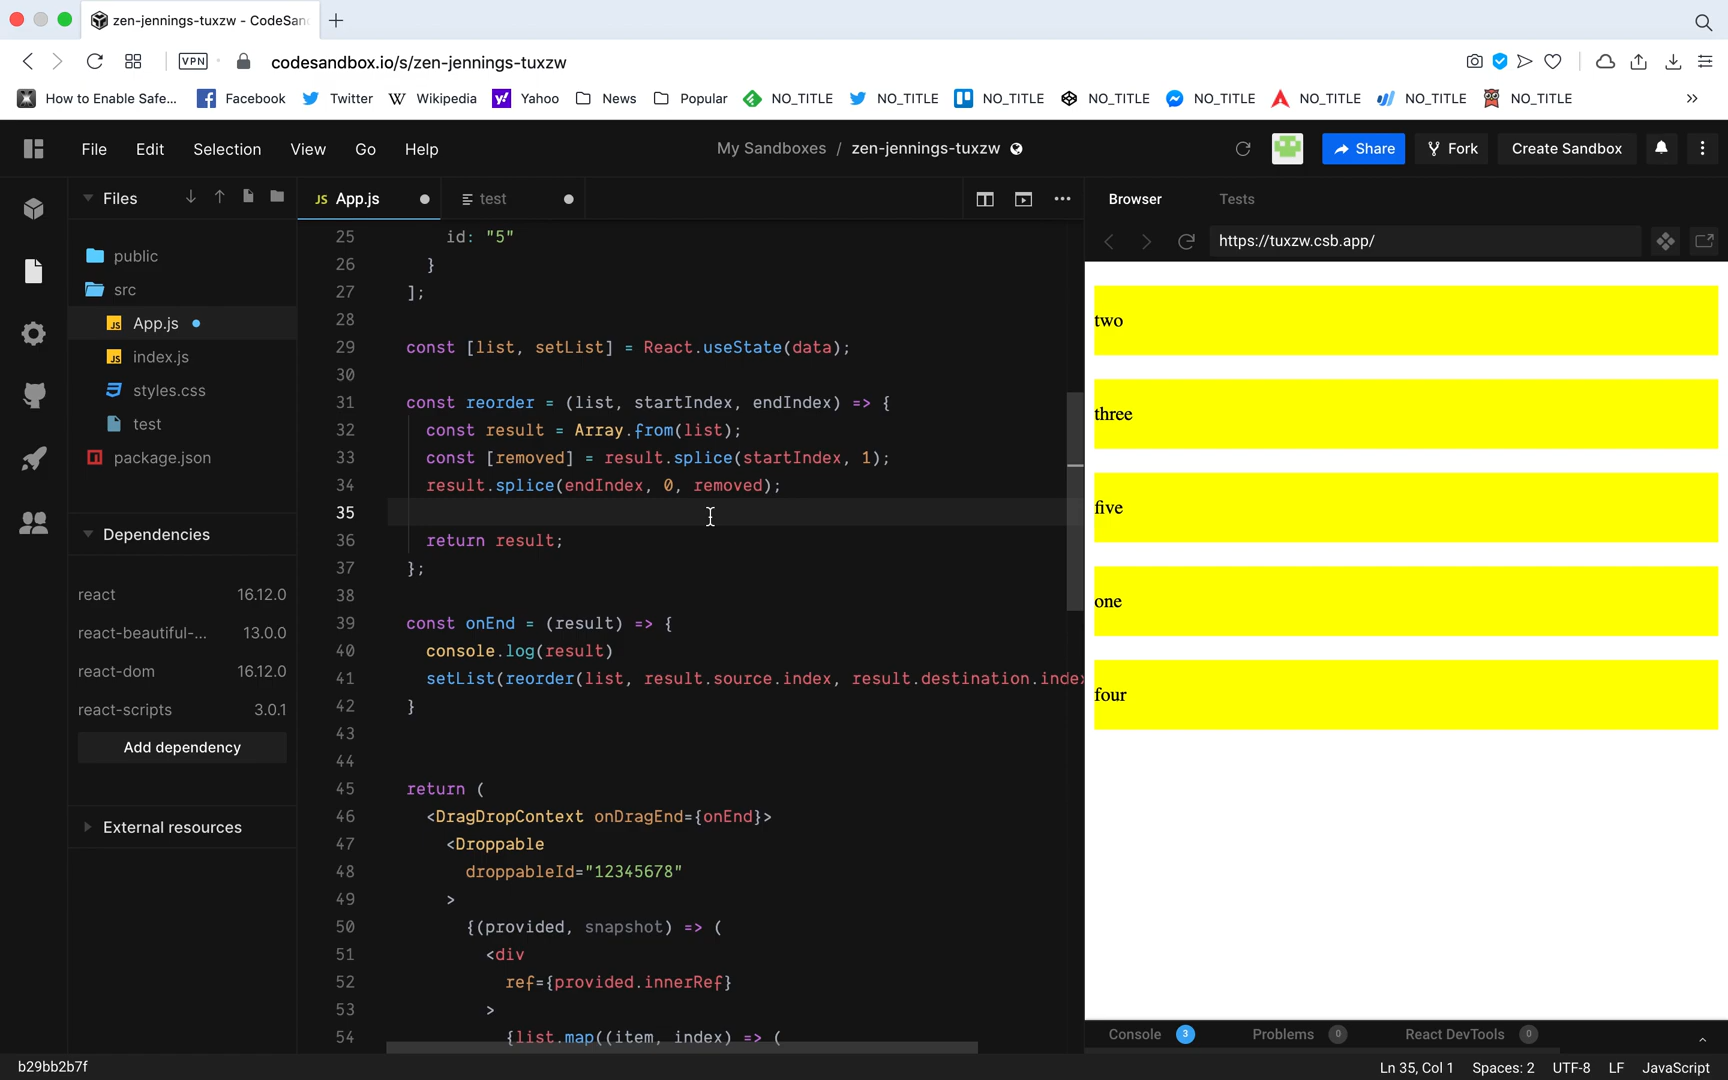 zen-jennings-tuxzw - CodeSan
codesandbox.io/s/zen-jennings-tuxzw
VPN
How to Enable Safe...
Facebook
Twitter
Wikipedia
Yahoo
News
Popular
NO_TITLE
NO_TITLE
NO_TITLE
NO_TITLE
NO_TITLE
NO_TITLE
NO_TITLE
NO_TITLE
File Edit Selection View Go Help
My Sandboxes / zen-jennings-tuxzw
Share
Fork
Create Sandbox
Files
public
src
App.js
index.js
styles.css
test
package.json
Dependencies
react 16.12.0
react-beautiful-... 13.0.0
react-dom 16.12.0
react-scripts 3.0.1
Add dependency
External resources
JS App.js
test
25 id: "5"
26 }
27 ];
28
29 const [list, setList] = React.useState(data);
30
31 const reorder = (list, startIndex, endIndex) => {
32 const result = Array.from(list);
33 const [removed] = result.splice(startIndex, 1);
34 result.splice(endIndex, 0, removed);
35
36 return result;
37 };
38
39 const onEnd = (result) => {
40 console.log(result)
41 setList(reorder(list, result.source.index, result.destination.index
42 }
43
44
45 return (
46 <DragDropContext onDragEnd={onEnd}>
47 <Droppable
48 droppableId="12345678"
49 >
50 {(provided, snapshot) => (
51 <div
52 ref={provided.innerRef}
53 >
54 {list.map((item, index) => (
Browser Tests
https://tuxzw.csb.app/
two
three
five
one
four
Console 3 Problems 0 React DevTools 0
b29bb2b7f
Ln 35, Col 1 Spaces: 2 UTF-8 LF JavaScript